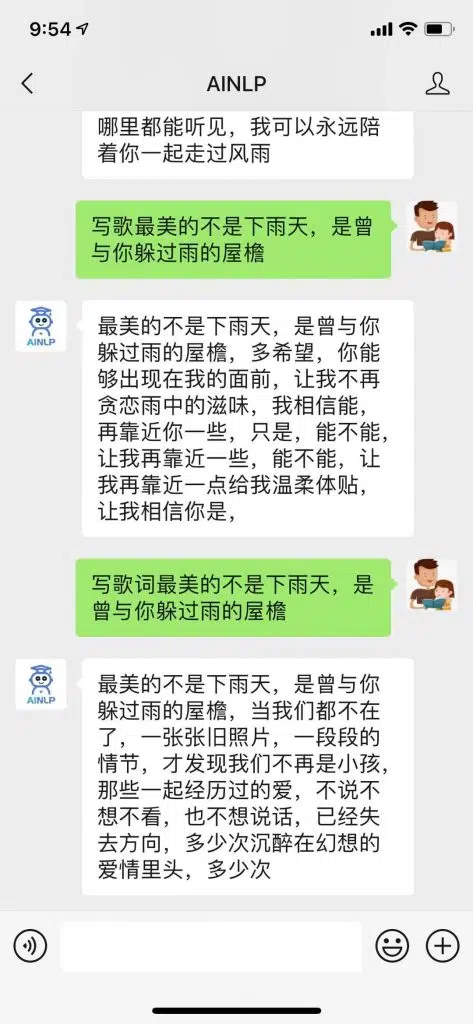 9:54
AINLP
哪里都能听见，我可以永远陪
着你一起走过风雨
写歌最美的不是下雨天，是曾
与你躲过雨的屋檐
AINLP
最美的不是下雨天，是曾与你
躲过雨的屋檐，多希望，你能
够出现在我的面前，让我不再
贪恋雨中的滋味，我相信能，
再靠近你一些，只是，能不能，
让我再靠近一些，能不能，让
我再靠近一点给我温柔体贴，
让我相信你是，
写歌词最美的不是下雨天，是
曾与你躲过雨的屋檐
AINLP
最美的不是下雨天，是曾与你
躲过雨的屋檐，当我们都不在
了，一张张旧照片，一段段的
情节，才发现我们不再是小孩，
那些一起经历过的爱，不说不
想不看，也不想说话，已经失
去方向，多少次沉醉在幻想的
爱情里头，多少次